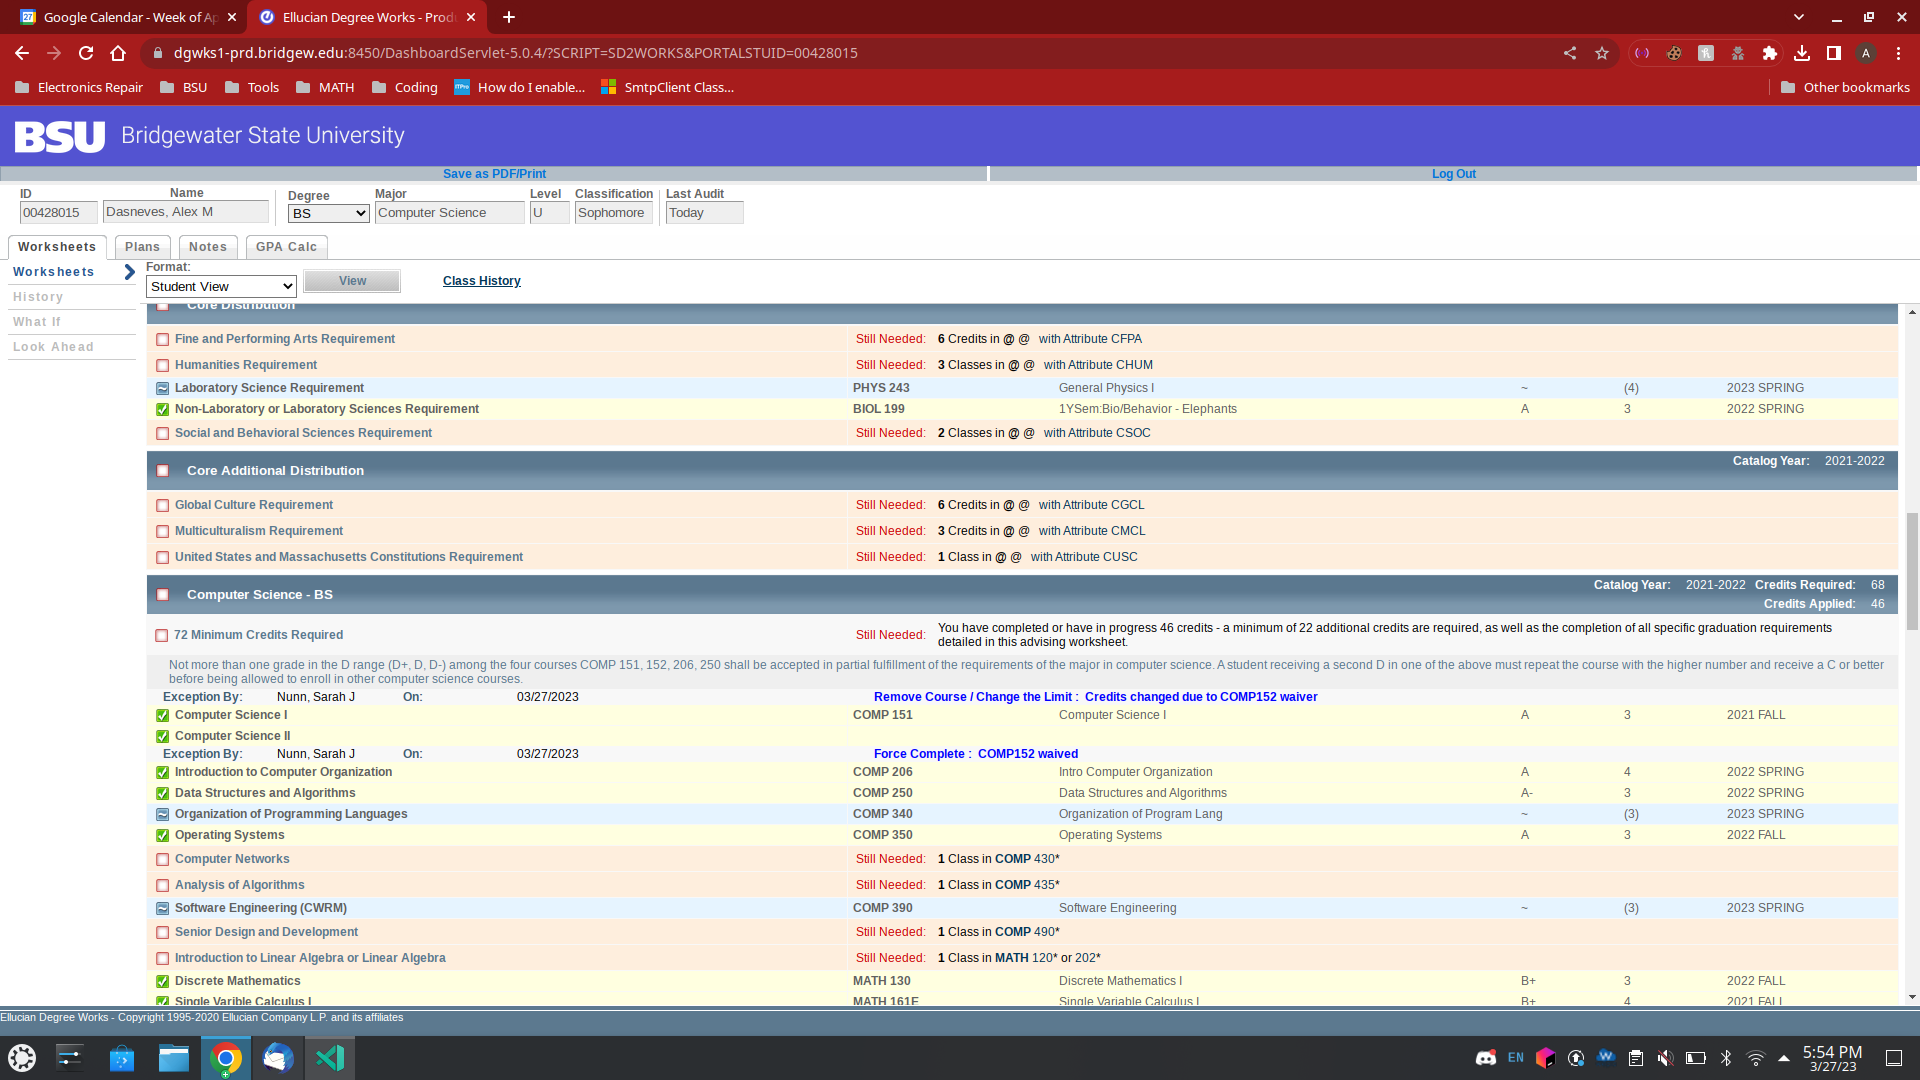 Google Calendar - Week of Ap
Ellucian Degree Works - Produ
dgwks1-prd.bridgew.edu:8450/DashboardServlet-5.0.4/?SCRIPT=SD2WORKS&PORTALSTUID=00428015
A
Electronics Repair BSU Tools MATH Coding ITPro How do I enable... SmtpClient Class... Other bookmarks
BSU Bridgewater State University
Save as PDF/Print Log Out
ID Name Degree Major Level Classification Last Audit
00428015 Dasneves, Alex M BS Computer Science U Sophomore Today
Worksheets Plans Notes GPA Calc
Worksheets
History
What If
Look Ahead
Format:
Student View View Class History
Core Distribution
Fine and Performing Arts Requirement Still Needed: 6 Credits in @ @ with Attribute CFPA
Humanities Requirement Still Needed: 3 Classes in @ @ with Attribute CHUM
Laboratory Science Requirement PHYS 243 General Physics I ~ (4) 2023 SPRING
Non-Laboratory or Laboratory Sciences Requirement BIOL 199 1YSem:Bio/Behavior - Elephants A 3 2022 SPRING
Social and Behavioral Sciences Requirement Still Needed: 2 Classes in @ @ with Attribute CSOC
Core Additional Distribution Catalog Year: 2021-2022
Global Culture Requirement Still Needed: 6 Credits in @ @ with Attribute CGCL
Multiculturalism Requirement Still Needed: 3 Credits in @ @ with Attribute CMCL
United States and Massachusetts Constitutions Requirement Still Needed: 1 Class in @ @ with Attribute CUSC
Computer Science - BS Catalog Year: 2021-2022 Credits Required: 68
Credits Applied: 46
72 Minimum Credits Required Still Needed: You have completed or have in progress 46 credits - a minimum of 22 additional credits are required, as well as the completion of all specific graduation requirements
detailed in this advising worksheet.
Not more than one grade in the D range (D+, D, D-) among the four courses COMP 151, 152, 206, 250 shall be accepted in partial fulfillment of the requirements of the major in computer science. A student receiving a second D in one of the above must repeat the course with the higher number and receive a C or better
before being allowed to enroll in other computer science courses.
Exception By: Nunn, Sarah J On: 03/27/2023 Remove Course / Change the Limit : Credits changed due to COMP152 waiver
Computer Science I COMP 151 Computer Science I A 3 2021 FALL
Computer Science II
Exception By: Nunn, Sarah J On: 03/27/2023 Force Complete : COMP152 waived
Introduction to Computer Organization COMP 206 Intro Computer Organization A 4 2022 SPRING
Data Structures and Algorithms COMP 250 Data Structures and Algorithms A- 3 2022 SPRING
Organization of Programming Languages COMP 340 Organization of Program Lang ~ (3) 2023 SPRING
Operating Systems COMP 350 Operating Systems A 3 2022 FALL
Computer Networks Still Needed: 1 Class in COMP 430*
Analysis of Algorithms Still Needed: 1 Class in COMP 435*
Software Engineering (CWRM) COMP 390 Software Engineering ~ (3) 2023 SPRING
Senior Design and Development Still Needed: 1 Class in COMP 490*
Introduction to Linear Algebra or Linear Algebra Still Needed: 1 Class in MATH 120* or 202*
Discrete Mathematics MATH 130 Discrete Mathematics I B+ 3 2022 FALL
Single Varible Calculus I MATH 161E Single Variable Calculus I B+ 4 2021 FALL
Ellucian Degree Works - Copyright 1995-2020 Ellucian Company L.P. and its affiliates
EN 5:54 PM
3/27/23